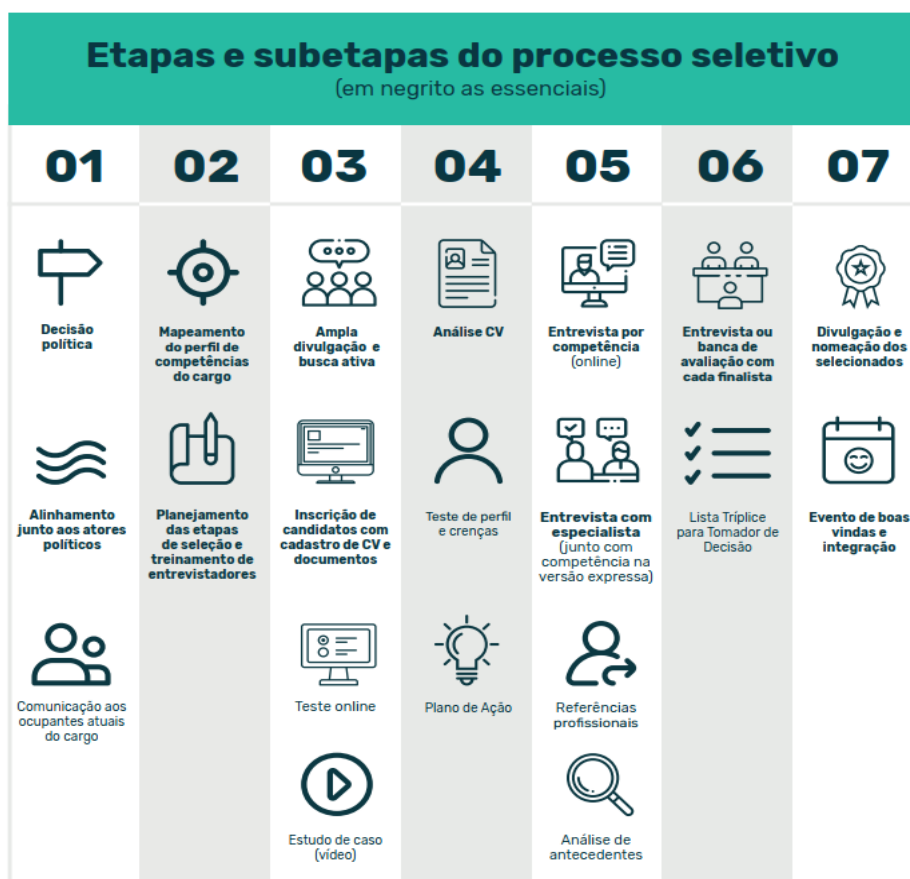 Etapas e subetapas do processo seletivo
(em negrito as essenciais)
01
02
03
04
05
06
07
Decisão
política
Mapeamento
do perfil de
competências
do cargo
Ampla
divulgação e
busca ativa
Análise CV
Entrevista por
competência
(online)
Entrevista ou
banca de
avaliação com
cada finalista
Divulgação e
nomeação dos
selecionados
Alinhamento
junto aos atores
políticos
Planejamento
das etapas
de seleção e
treinamento de
entrevistadores
Inscrição de
candidatos com
cadastro de CV e
documentos
Teste de perfil
e crenças
Entrevista com
especialista
(junto com
competência na
versão expressa)
Lista Tríplice
para Tomador de
Decisão
Evento de boas
vindas e
integração
Comunicação aos
ocupantes atuais
do cargo
Teste online
Plano de Ação
Referências
profissionais
Estudo de caso
(vídeo)
Análise de
antecedentes